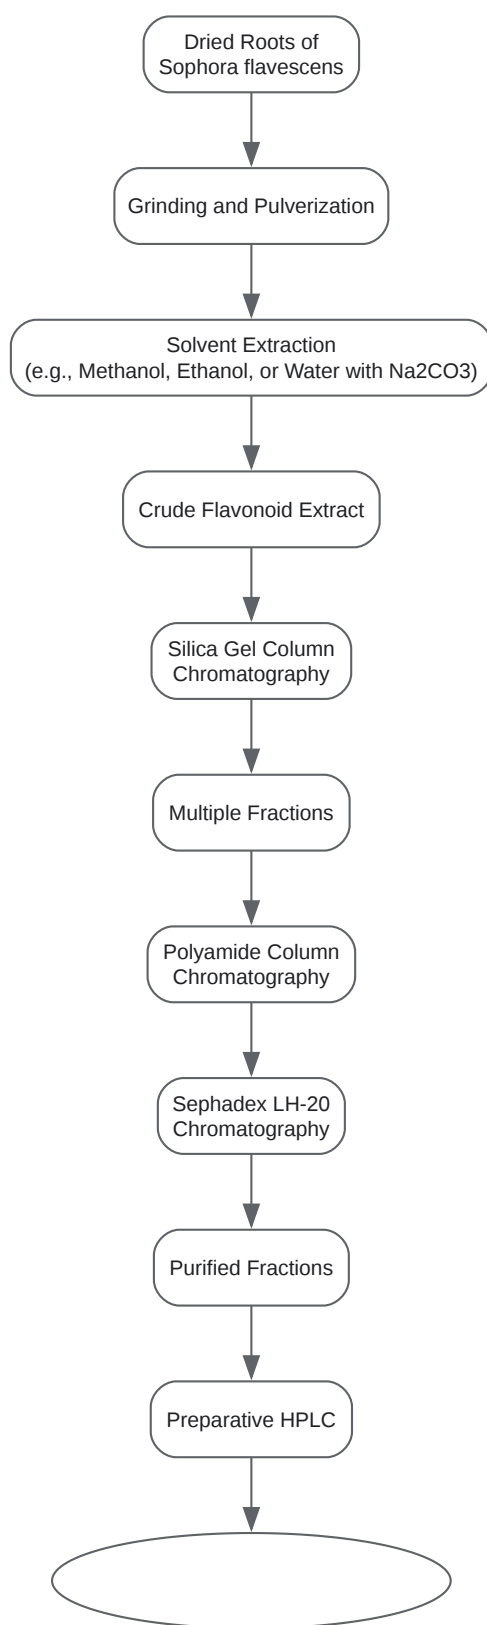 Dried Roots of
Sophora flavescens
Grinding and Pulverization
Solvent Extraction
(e.g., Methanol, Ethanol, or Water with Na2CO3)
Crude Flavonoid Extract
Silica Gel Column
Chromatography
Multiple Fractions
Polyamide Column
Chromatography
Sephadex LH-20
Chromatography
Purified Fractions
Preparative HPLC